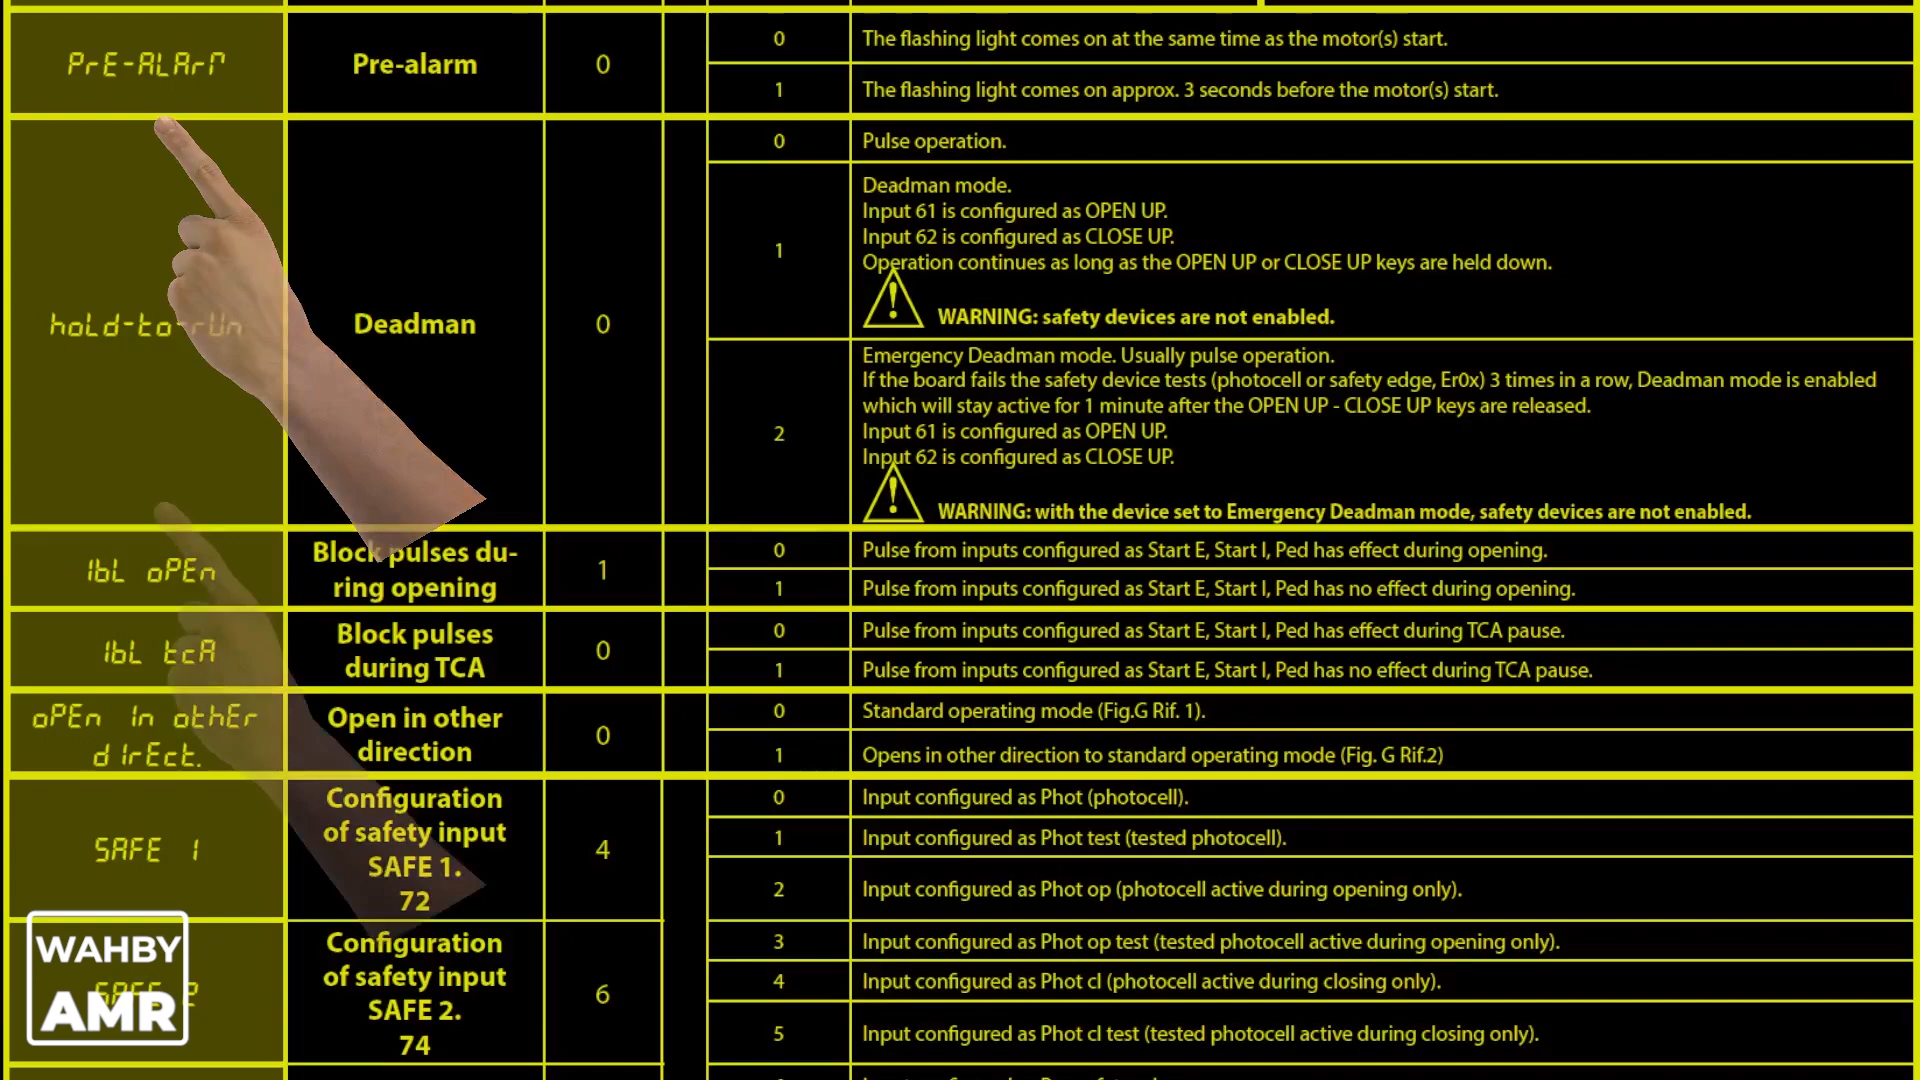 PrE-ALArM
Pre-alarm
0
0
The flashing light comes on at the same time as the motor(s) start.
1
The flashing light comes on approx. 3 seconds before the motor(s) start.
hoLd-to-rUn
Deadman
0
0
Pulse operation.
1
Deadman mode.
Input 61 is configured as OPEN UP.
Input 62 is configured as CLOSE UP.
Operation continues as long as the OPEN UP or CLOSE UP keys are held down.
WARNING: safety devices are not enabled.
2
Emergency Deadman mode. Usually pulse operation.
If the board fails the safety device tests (photocell or safety edge, Er0x) 3 times in a row, Deadman mode is enabled
which will stay active for 1 minute after the OPEN UP - CLOSE UP keys are released.
Input 61 is configured as OPEN UP.
Input 62 is configured as CLOSE UP.
WARNING: with the device set to Emergency Deadman mode, safety devices are not enabled.
IbL oPEn
Block pulses du-
ring opening
1
0
Pulse from inputs configured as Start E, Start I, Ped has effect during opening.
1
Pulse from inputs configured as Start E, Start I, Ped has no effect during opening.
IbL tcA
Block pulses
during TCA
0
0
Pulse from inputs configured as Start E, Start I, Ped has effect during TCA pause.
1
Pulse from inputs configured as Start E, Start I, Ped has no effect during TCA pause.
oPEn In othEr
dIrEct.
Open in other
direction
0
0
Standard operating mode (Fig.G Rif. 1).
1
Opens in other direction to standard operating mode (Fig. G Rif.2)
SAFE 1
Configuration
of safety input
SAFE 1.
72
4
0
Input configured as Phot (photocell).
1
Input configured as Phot test (tested photocell).
2
Input configured as Phot op (photocell active during opening only).
Configuration
of safety input
SAFE 2.
74
6
3
Input configured as Phot op test (tested photocell active during opening only).
4
Input configured as Phot cl (photocell active during closing only).
5
Input configured as Phot cl test (tested photocell active during closing only).
WAHBY
AMR